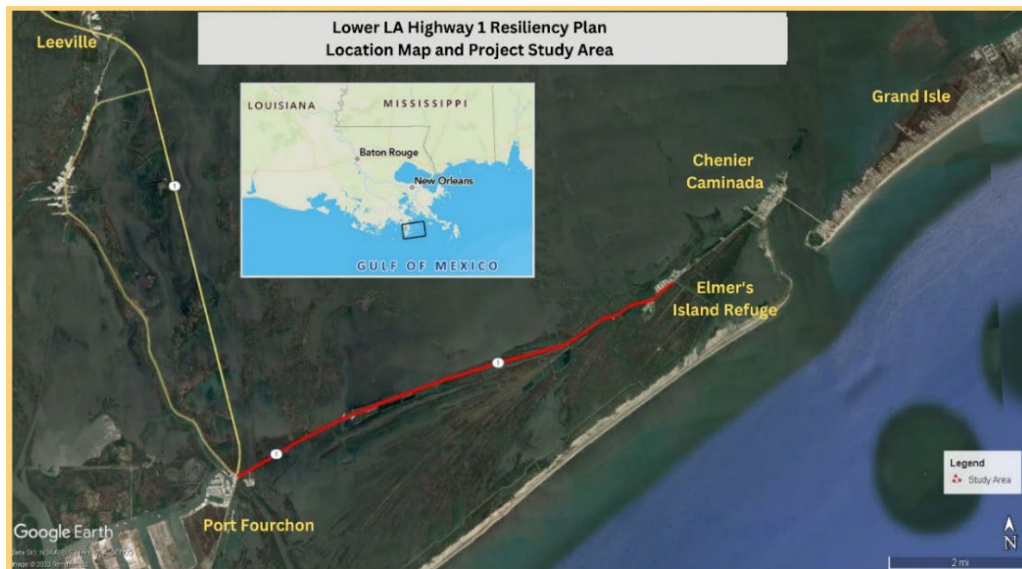 Lower LA Highway 1 Resiliency Plan
Location Map and Project Study Area
Leeville
LOUISIANA
MISSISSIPPI
Baton Rouge
New Orleans
GULF OF MEXICO
Grand Isle
Chenier
Caminada
1
Elmer's
Island Refuge
1
1
Port Fourchon
Legend
Study Area
Google Earth
N
2 mi